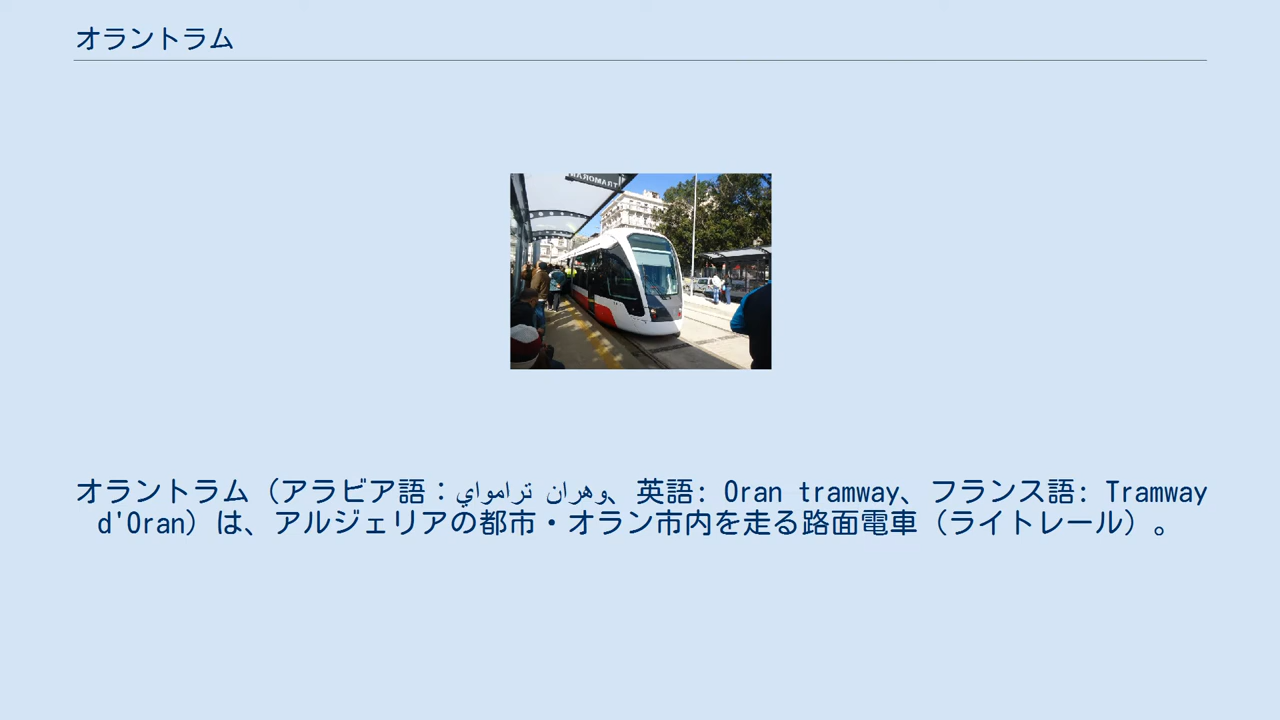 オラントラム
TRAMORAN
オラントラム（アラビア語：وهران ترامواي、英語: Oran tramway、フランス語: Tramway
d'Oran）は、アルジェリアの都市・オラン市内を走る路面電車（ライトレール）。